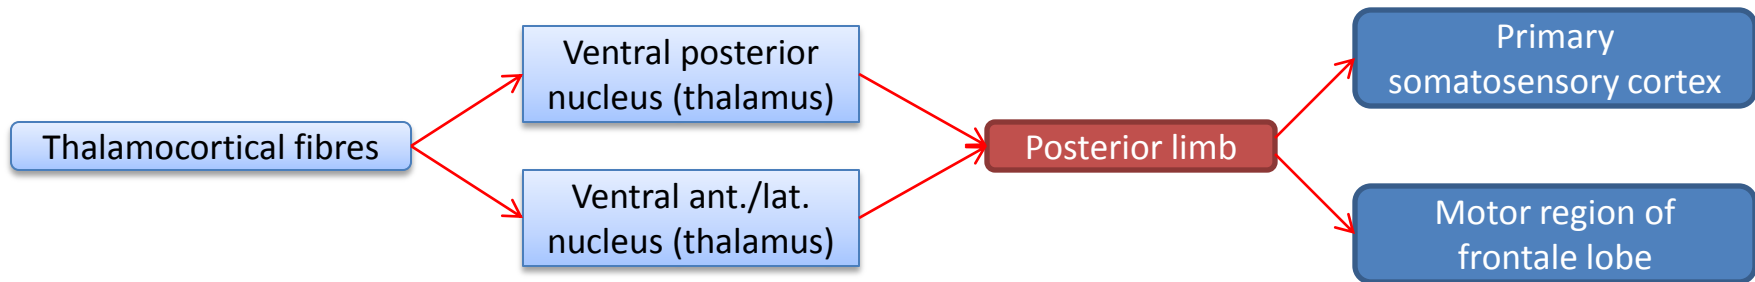 Thalamocortical fibres
Ventral posterior
nucleus (thalamus)
Ventral ant./lat.
nucleus (thalamus)
Posterior limb
Primary
somatosensory cortex
Motor region of
frontale lobe